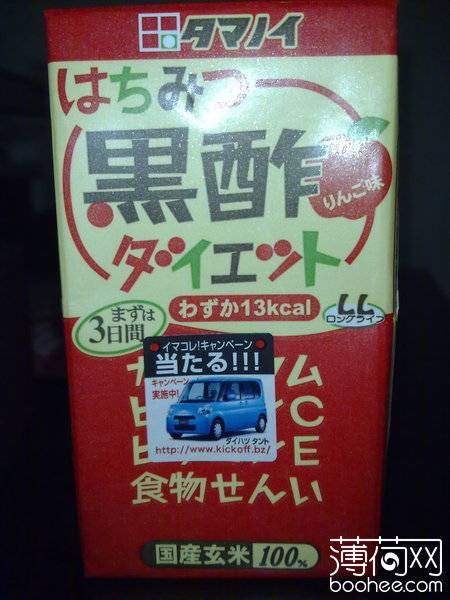 タマノイ
はちみつ
黒酢
りんご味
ダイエット
わずか13kcal
LL
ロングライフ
まずは
3日間
イマコレ!キャンペーン
当たる!!!
キャンペーン
実施中!
ダイハツ タント
http://www.kickoff.bz/
ム
C
E
食物せんい
国産玄米100%
薄荷网
boohee.com